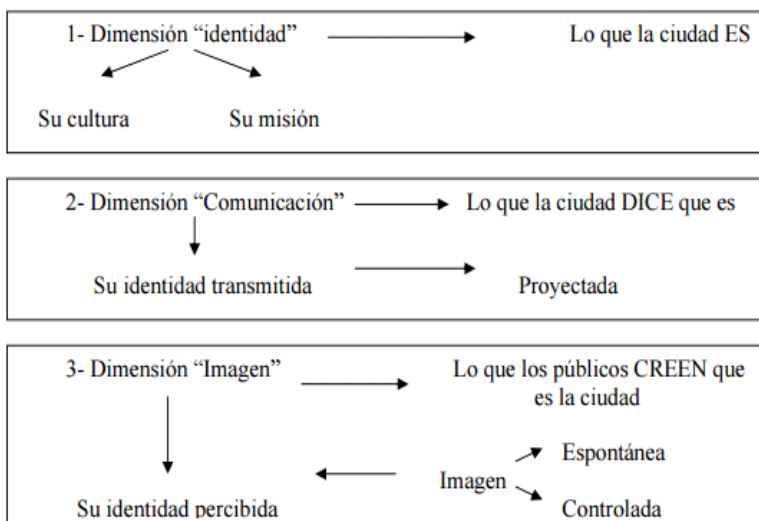 1- Dimensión “identidad” Lo que la ciudad ES
Su cultura Su misión
2- Dimensión “Comunicación” Lo que la ciudad DICE que es
Su identidad transmitida Proyectada
3- Dimensión “Imagen” Lo que los públicos CREEN que
es la ciudad
Espontánea
Imagen
Su identidad percibida Controlada